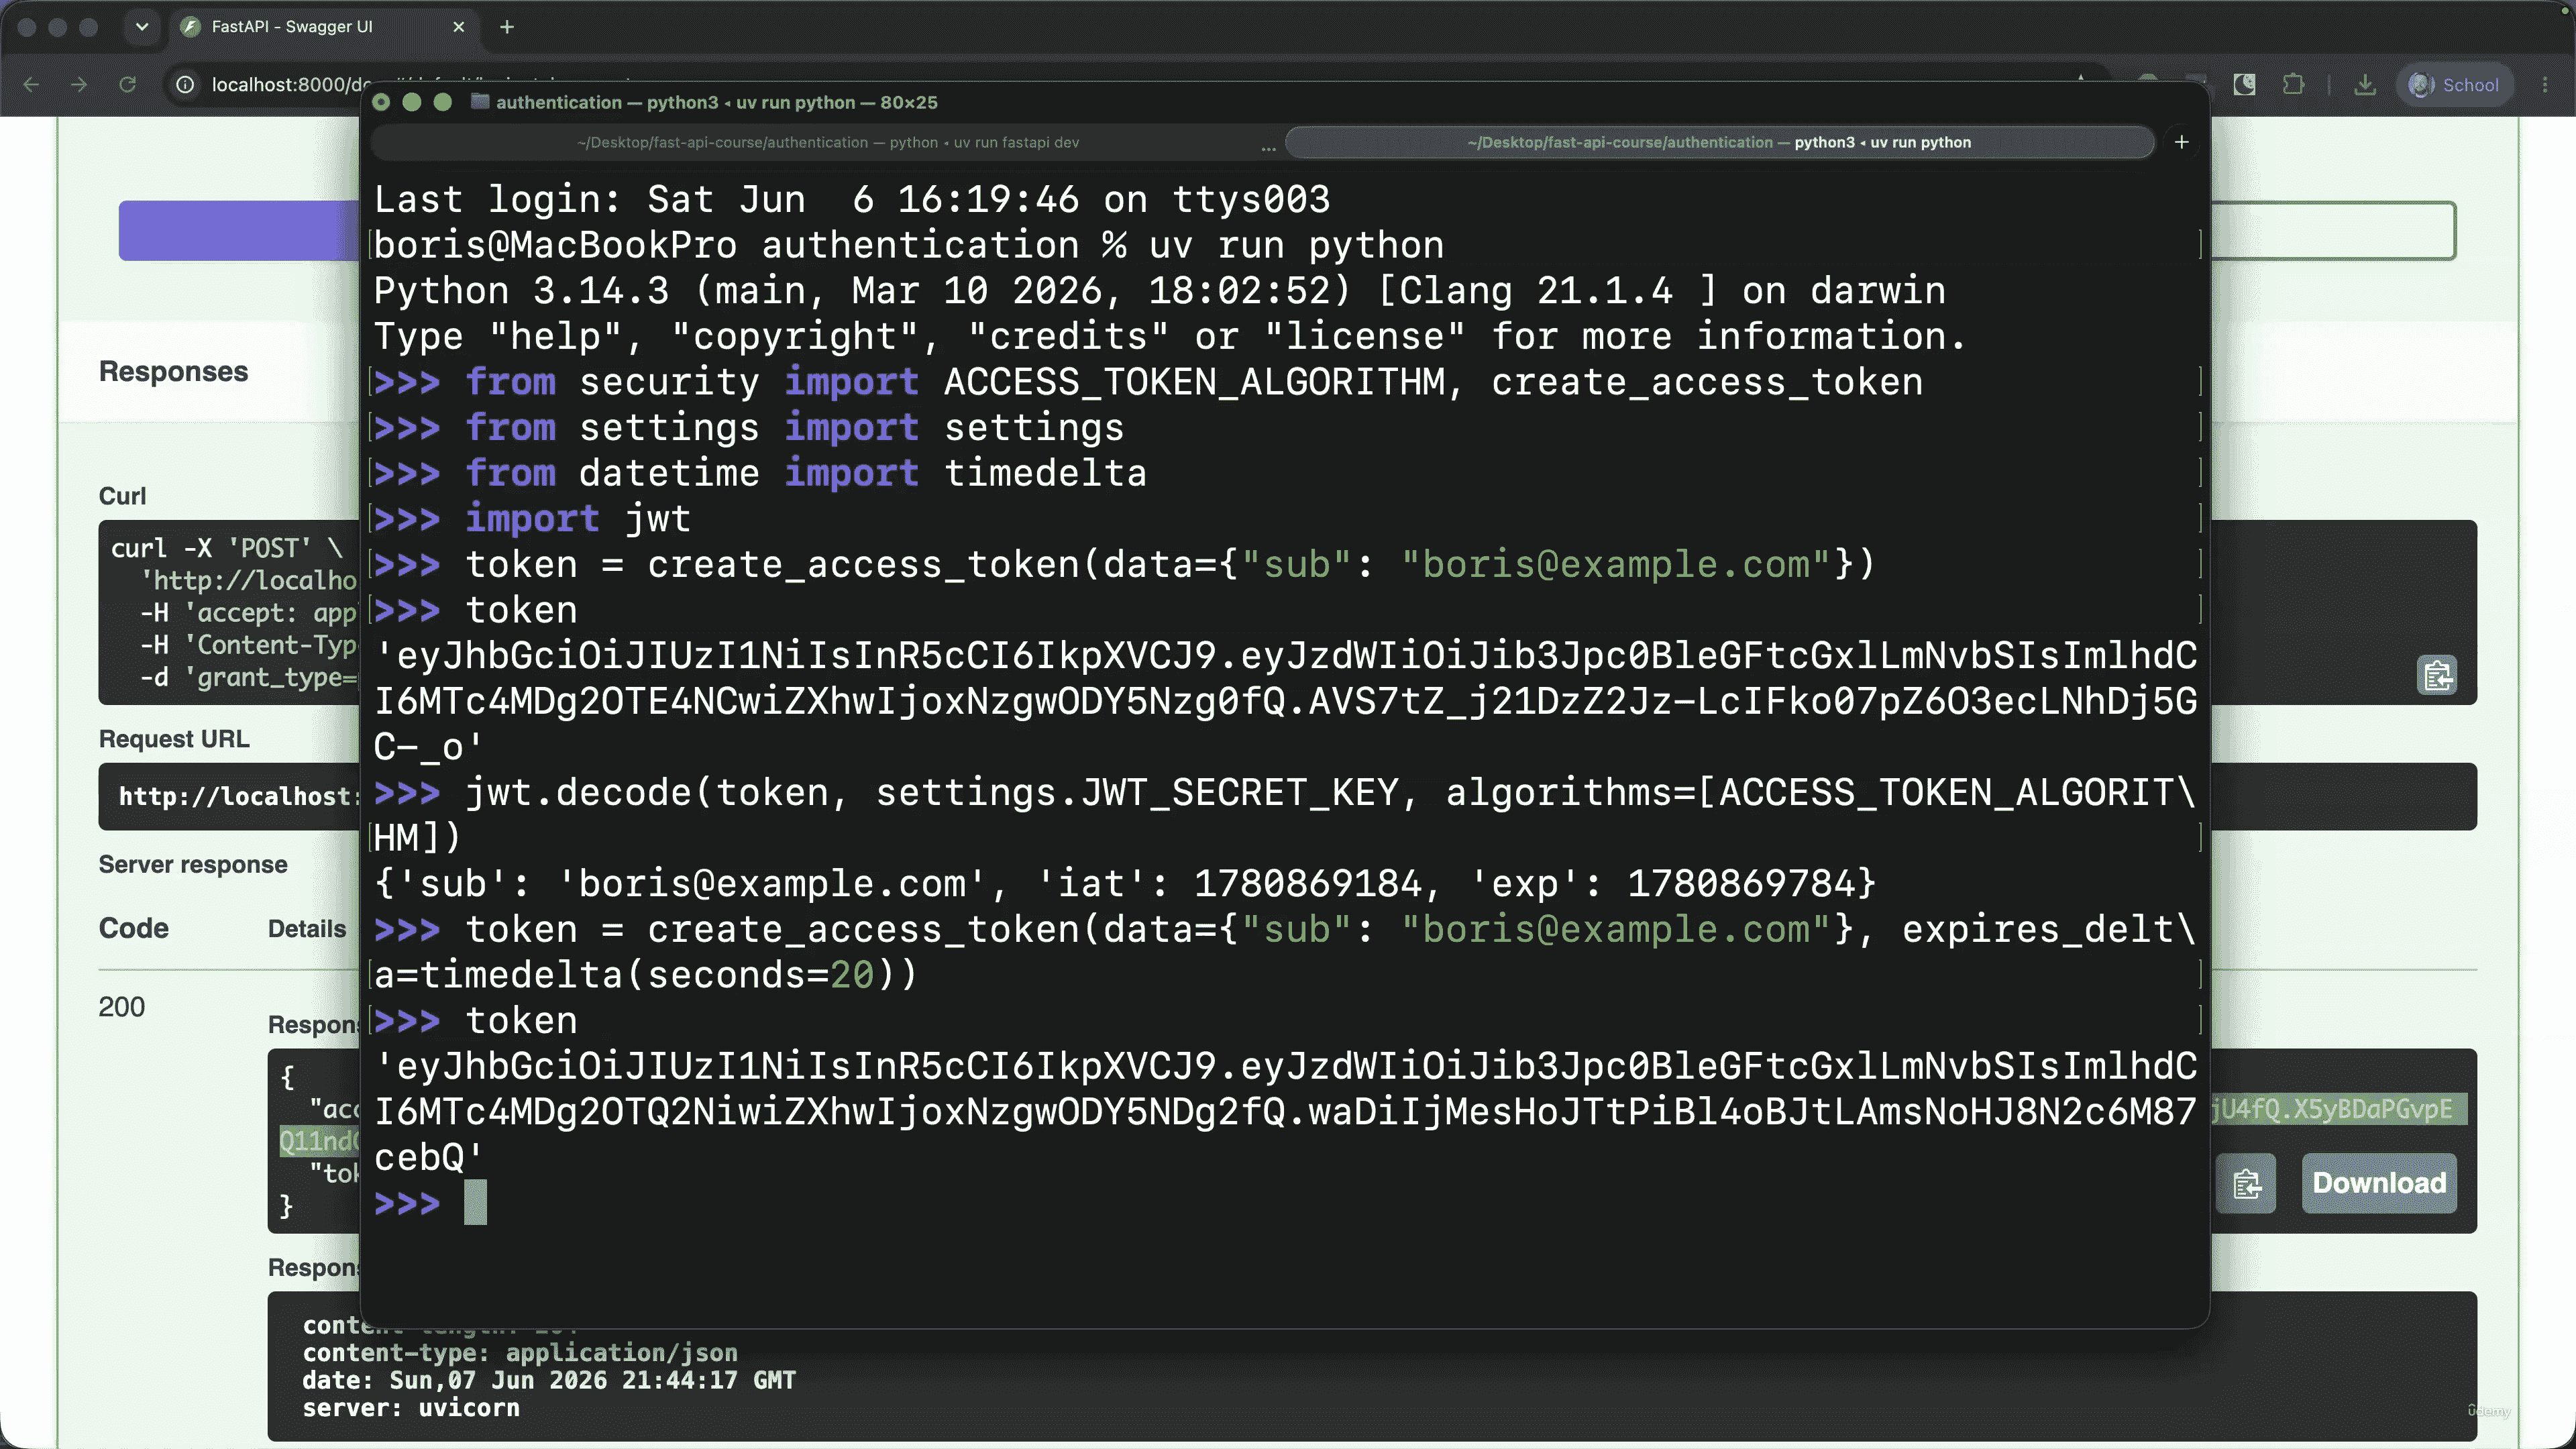 FastAPI - Swagger UI
localhost:8000/do
School
authentication — python3 ◂ uv run python — 80×25
~/Desktop/fast-api-course/authentication — python ◂ uv run fastapi dev
...
~/Desktop/fast-api-course/authentication — python3 ◂ uv run python
Last login: Sat Jun  6 16:19:46 on ttys003
boris@MacBookPro authentication % uv run python
Python 3.14.3 (main, Mar 10 2026, 18:02:52) [Clang 21.1.4 ] on darwin
Type "help", "copyright", "credits" or "license" for more information.
>>> from security import ACCESS_TOKEN_ALGORITHM, create_access_token
>>> from settings import settings
>>> from datetime import timedelta
>>> import jwt
>>> token = create_access_token(data={"sub": "boris@example.com"})
>>> token
'eyJhbGciOiJIUzI1NiIsInR5cCI6IkpXVCJ9.eyJzdWIiOiJib3Jpc0BleGFtcGxlLmNvbSIsImlhdC
I6MTc4MDg2OTE4NCwiZXhwIjoxNzgwODY5Nzg0fQ.AVS7tZ_j21DzZ2Jz-LcIFko07pZ6O3ecLNhDj5G
C-_o'
>>> jwt.decode(token, settings.JWT_SECRET_KEY, algorithms=[ACCESS_TOKEN_ALGORIT\
HM])
{'sub': 'boris@example.com', 'iat': 1780869184, 'exp': 1780869784}
>>> token = create_access_token(data={"sub": "boris@example.com"}, expires_delt\
a=timedelta(seconds=20))
>>> token
'eyJhbGciOiJIUzI1NiIsInR5cCI6IkpXVCJ9.eyJzdWIiOiJib3Jpc0BleGFtcGxlLmNvbSIsImlhdC
I6MTc4MDg2OTQ2NiwiZXhwIjoxNzgwODY5NDg2fQ.waDiIjMesHoJTtPiBl4oBJtLAmsNoHJ8N2c6M87
cebQ'
>>>
Responses
Curl
curl -X 'POST' \
'http://localho
-H 'accept: app
-H 'Content-Typ
-d 'grant_type=
Request URL
http://localhost:
Server response
Code
Details
200
Respons
{
"acc
jU4fQ.X5yBDaPGvpE
Q11nd
"tok
}
Download
Respons
content-length:
content-type: application/json
date: Sun,07 Jun 2026 21:44:17 GMT
server: uvicorn
ûdemy